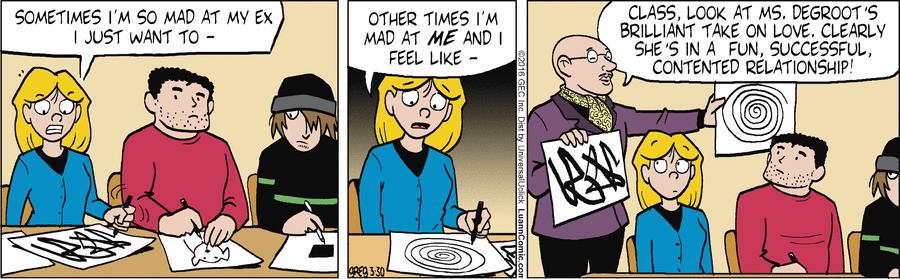 SOMETIMES I'M SO MAD AT MY EX
I JUST WANT TO –
OTHER TIMES I'M
MAD AT ME AND I
FEEL LIKE –
GREG 3·30
©2016 GEC Inc. Dist by UniversalUclick LuannComic.com
CLASS, LOOK AT MS. DEGROOT'S
BRILLIANT TAKE ON LOVE. CLEARLY
SHE'S IN A FUN, SUCCESSFUL,
CONTENTED RELATIONSHIP!